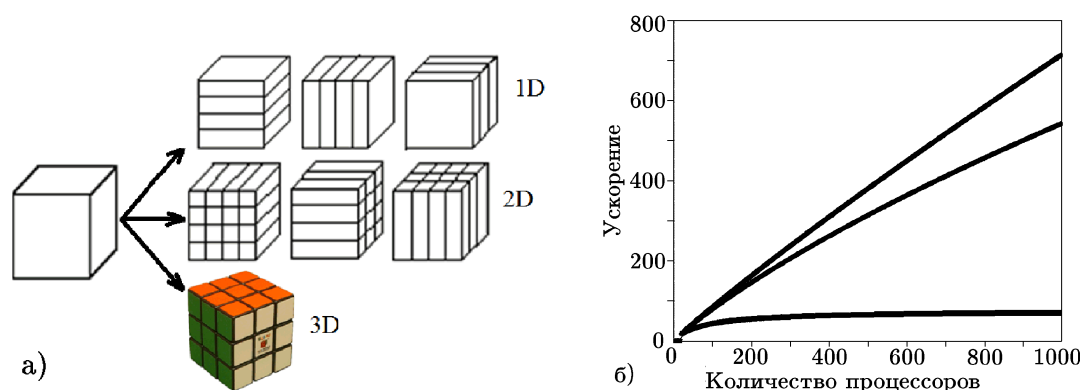 1D
2D
3D
а)
800
600
400
200
0
0
200
400
600
800
1000
Ускорение
Количество процессоров
б)